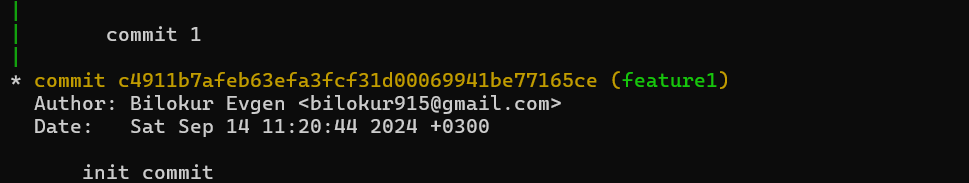 |
|       commit 1
|
* commit c4911b7afeb63efa3fcf31d00069941be77165ce (feature1)
  Author: Bilokur Evgen <bilokur915@gmail.com>
  Date:   Sat Sep 14 11:20:44 2024 +0300
      init commit